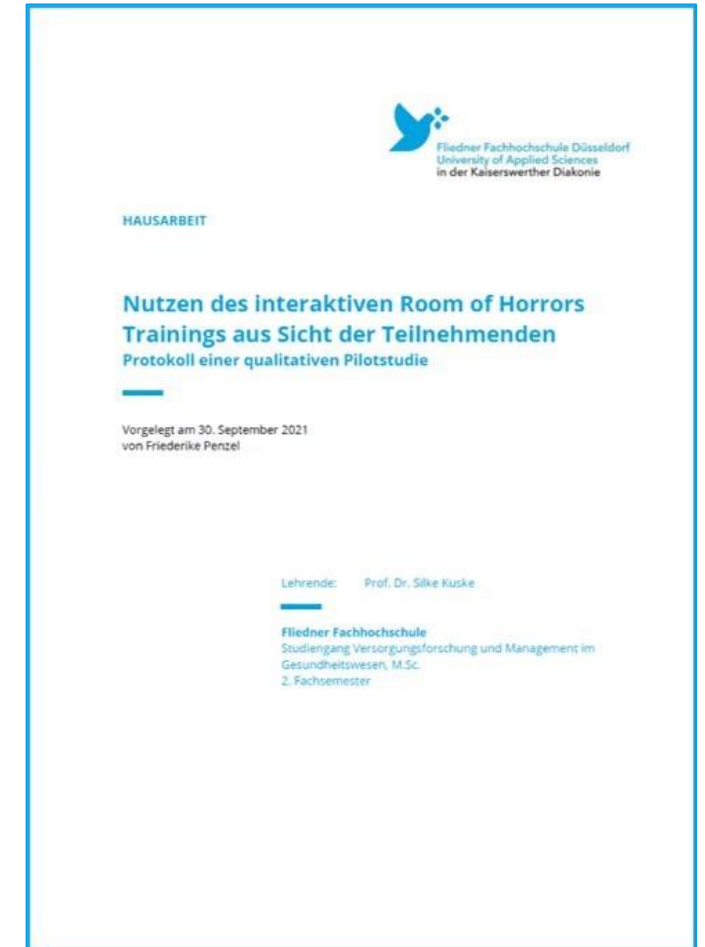 Fliedner Fachhochschule Düsseldorf
University of Applied Sciences
in der Kaiserswerther Diakonie
HAUSARBEIT
Nutzen des interaktiven Room of Horrors
Trainings aus Sicht der Teilnehmenden
Protokoll einer qualitativen Pilotstudie
Vorgelegt am 30. September 2021
von Friederike Penzel
Lehrende: Prof. Dr. Silke Kuske
Fliedner Fachhochschule
Studiengang Versorgungsforschung und Management im
Gesundheitswesen, M.Sc.
2. Fachsemester